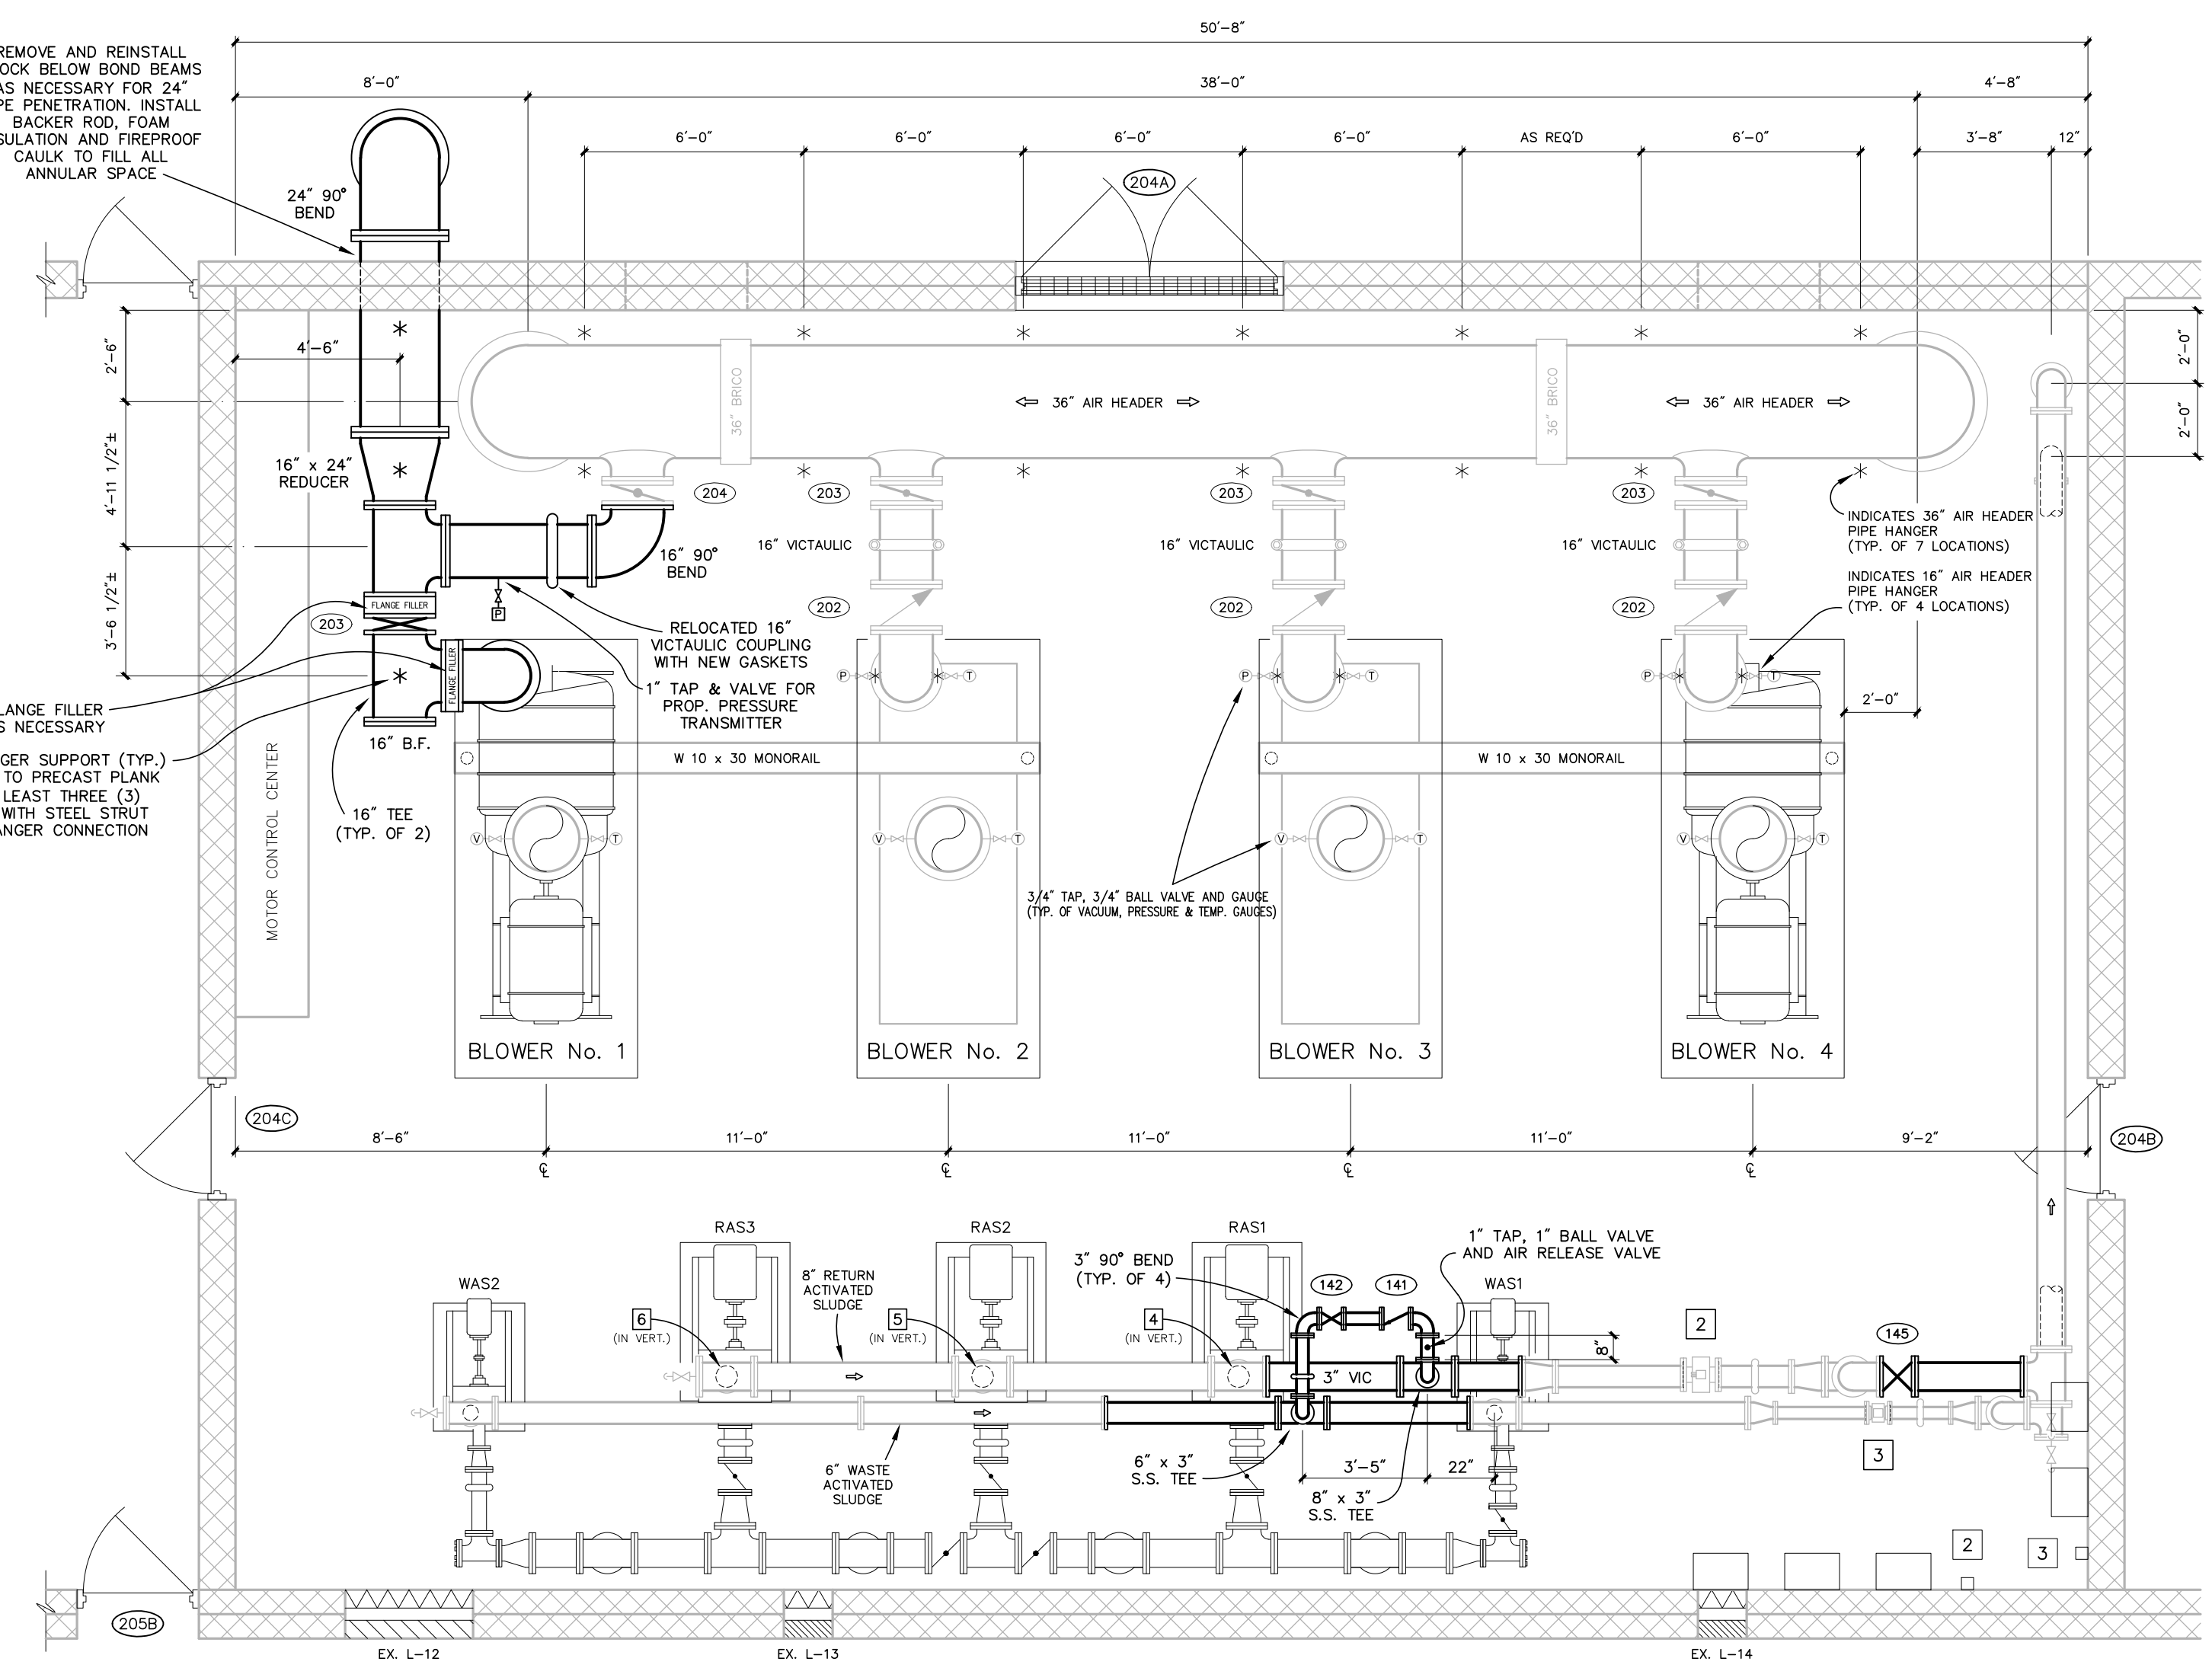 50'-8"
8'-0"
38'-0"
4'-8"
6'-0"
6'-0"
6'-0"
6'-0"
AS REQ'D
6'-0"
3'-8"
12"
REMOVE AND REINSTALL
BELOW BOND BEAMS
AS NECESSARY FOR 24"
PENETRATION. INSTALL
BACKER ROD, FOAM
AND FIREPROOF
CAULK TO FILL ALL
ANNULAR SPACE
24" 90°
BEND
204A
4'-6"
2'-6"
4'-11 1/2"±
3'-6 1/2"±
2'-0"
2'-0"
36" BRICO
36" AIR HEADER
36" BRICO
36" AIR HEADER
16" x 24"
REDUCER
204
203
203
203
16" VICTAULIC
16" VICTAULIC
16" VICTAULIC
16" 90°
BEND
INDICATES 36" AIR HEADER
PIPE HANGER
(TYP. OF 7 LOCATIONS)
INDICATES 16" AIR HEADER
PIPE HANGER
(TYP. OF 4 LOCATIONS)
FLANGE FILLER
203
P
202
202
202
RELOCATED 16"
VICTAULIC COUPLING
WITH NEW GASKETS
FLANGE FILLER
1" TAP & VALVE FOR
PROP. PRESSURE
TRANSMITTER
P
T
P
T
P
T
2'-0"
FLANGE FILLER
NECESSARY
16" B.F.
SUPPORT (TYP.)
TO PRECAST PLANK
LEAST THREE (3)
WITH STEEL STRUT
CONNECTION
16" TEE
(TYP. OF 2)
MOTOR CONTROL CENTER
W 10 x 30 MONORAIL
W 10 x 30 MONORAIL
V
T
V
T
V
T
V
T
3/4" TAP, 3/4" BALL VALVE AND GAUGE
(TYP. OF VACUUM, PRESSURE & TEMP. GAUGES)
BLOWER No. 1
BLOWER No. 2
BLOWER No. 3
BLOWER No. 4
204C
8'-6"
11'-0"
11'-0"
11'-0"
9'-2"
204B
℄
℄
℄
℄
RAS3
RAS2
RAS1
1" TAP, 1" BALL VALVE
AND AIR RELEASE VALVE
3" 90° BEND
(TYP. OF 4)
WAS2
8" RETURN
ACTIVATED
SLUDGE
142
141
WAS1
6
(IN VERT.)
5
(IN VERT.)
4
(IN VERT.)
2
145
8"
3" VIC
6" WASTE
ACTIVATED
SLUDGE
6" x 3"
S.S. TEE
3'-5"
22"
8" x 3"
S.S. TEE
3
2
3
205B
EX. L-12
EX. L-13
EX. L-14